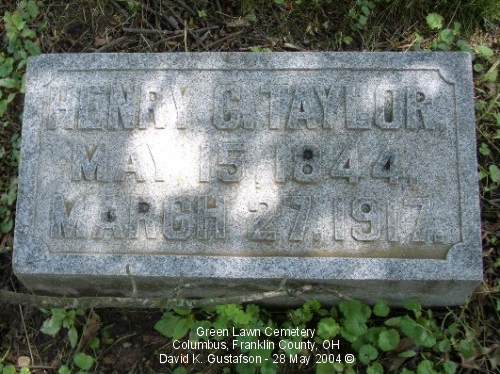 HENRY C. TAYLOR,
MAY 15, 1844,
MARCH 27, 1917.
Green Lawn Cemetery
Columbus, Franklin County, OH
David K. Gustafson - 28 May 2004 ©